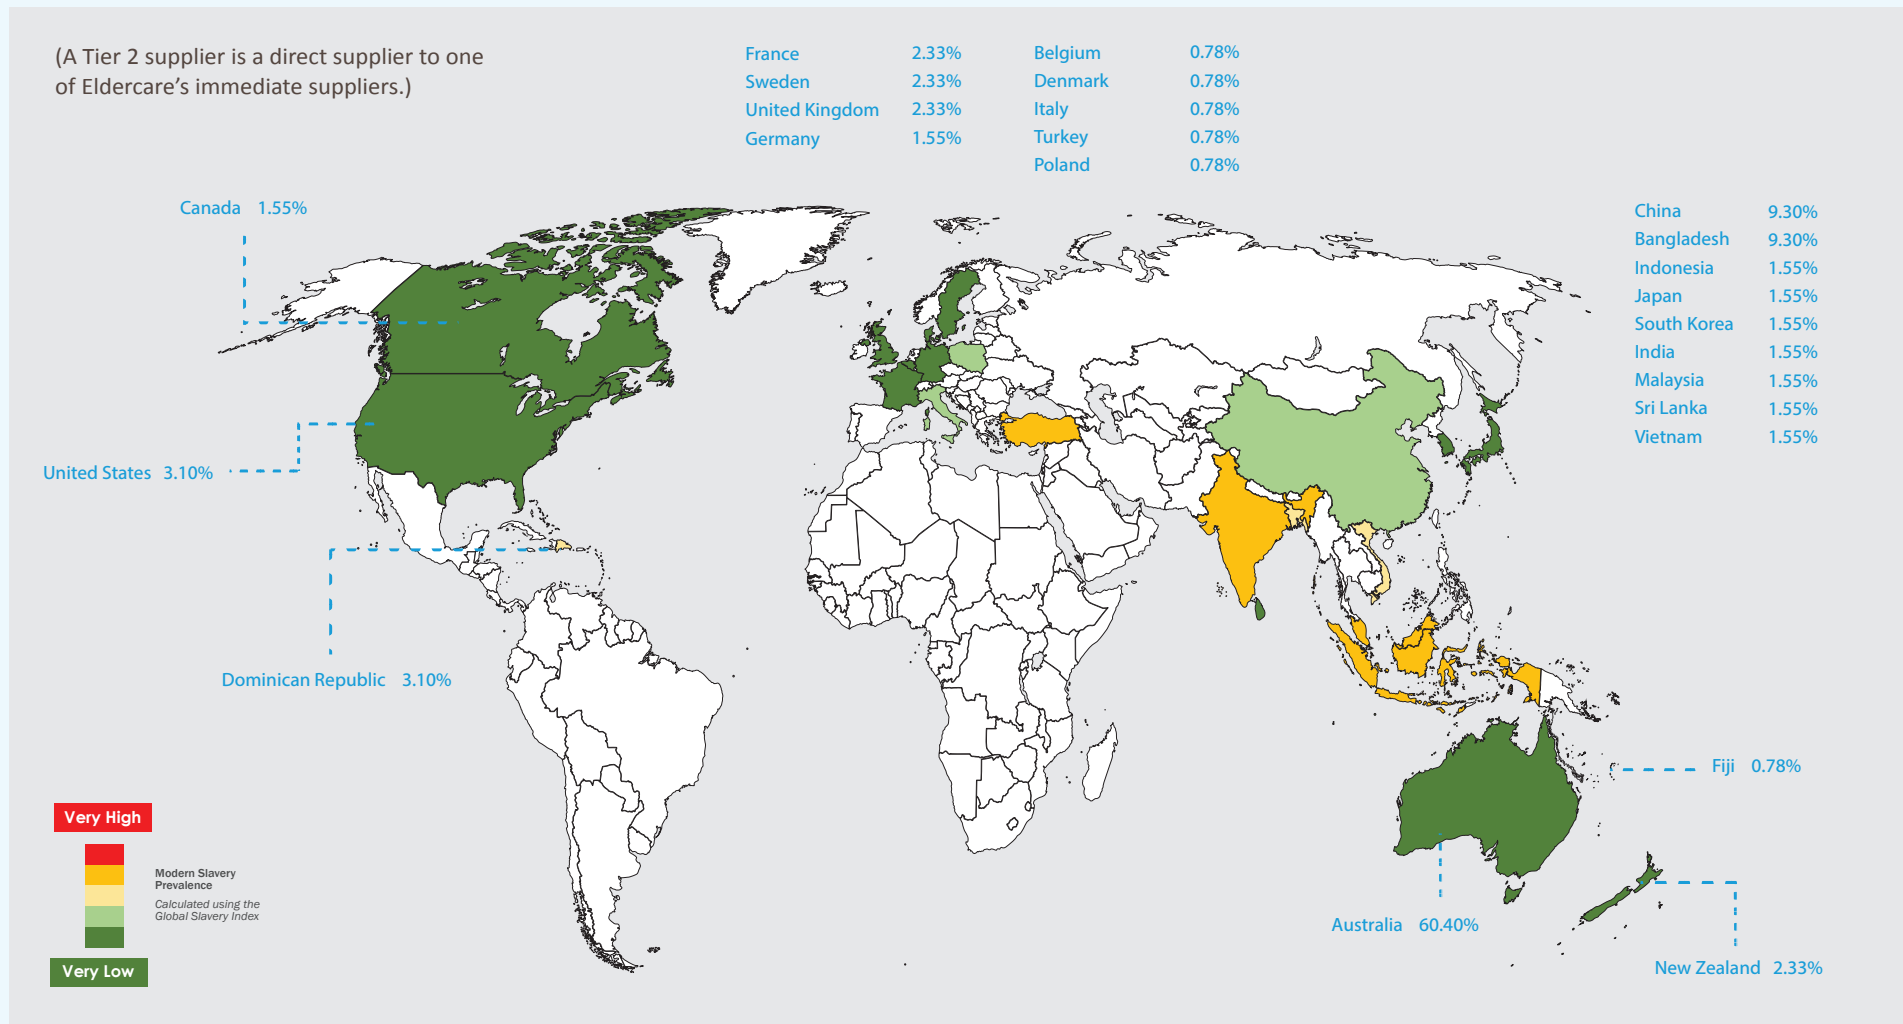 (A Tier 2 supplier is a direct supplier to one
of Eldercare’s immediate suppliers.)
France 2.33%
Sweden 2.33%
United Kingdom 2.33%
Germany 1.55%
Belgium 0.78%
Denmark 0.78%
Italy 0.78%
Turkey 0.78%
Poland 0.78%
Canada 1.55%
China 9.30%
Bangladesh 9.30%
Indonesia 1.55%
Japan 1.55%
South Korea 1.55%
India 1.55%
Malaysia 1.55%
Sri Lanka 1.55%
Vietnam 1.55%
United States 3.10%
Dominican Republic 3.10%
Fiji 0.78%
Australia 60.40%
New Zealand 2.33%
Very High
Modern Slavery
Prevalence
Calculated using the
Global Slavery Index
Very Low